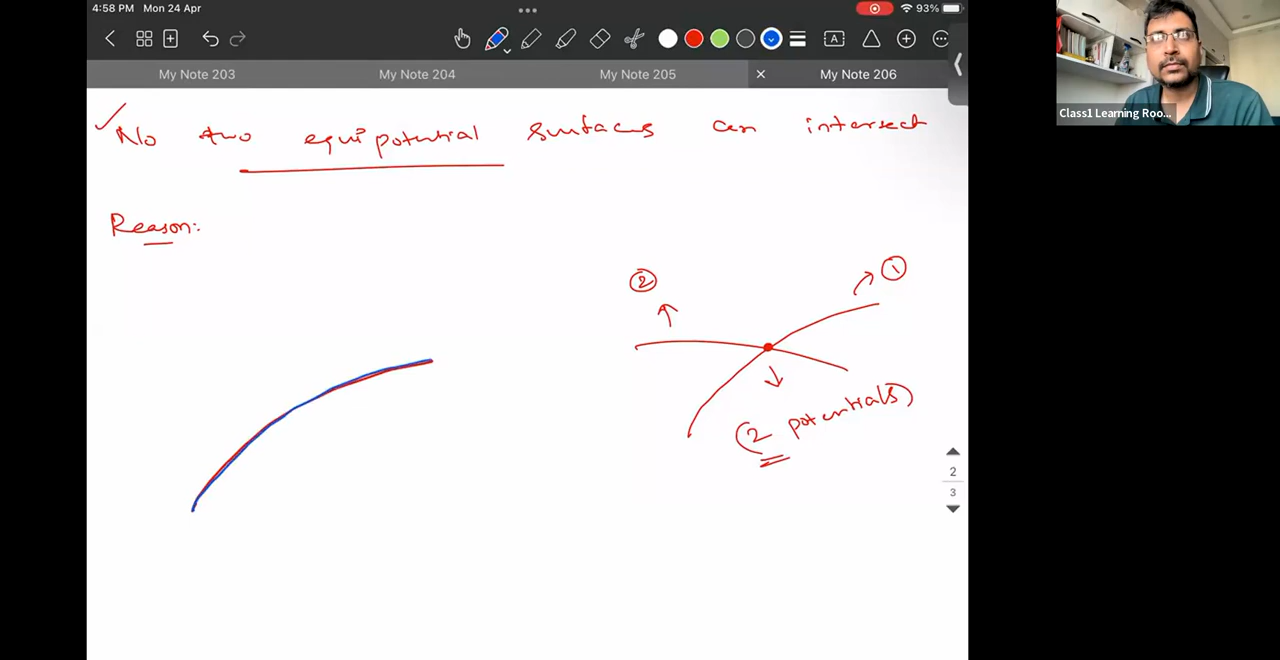 4:58 PM Mon 24 Apr
93%
A
My Note 203
My Note 204
My Note 205
My Note 206
Class1 Learning Roo...
No two equipotential surfaces can intersect
Reason:
②
①
(2 potentials)
2
3